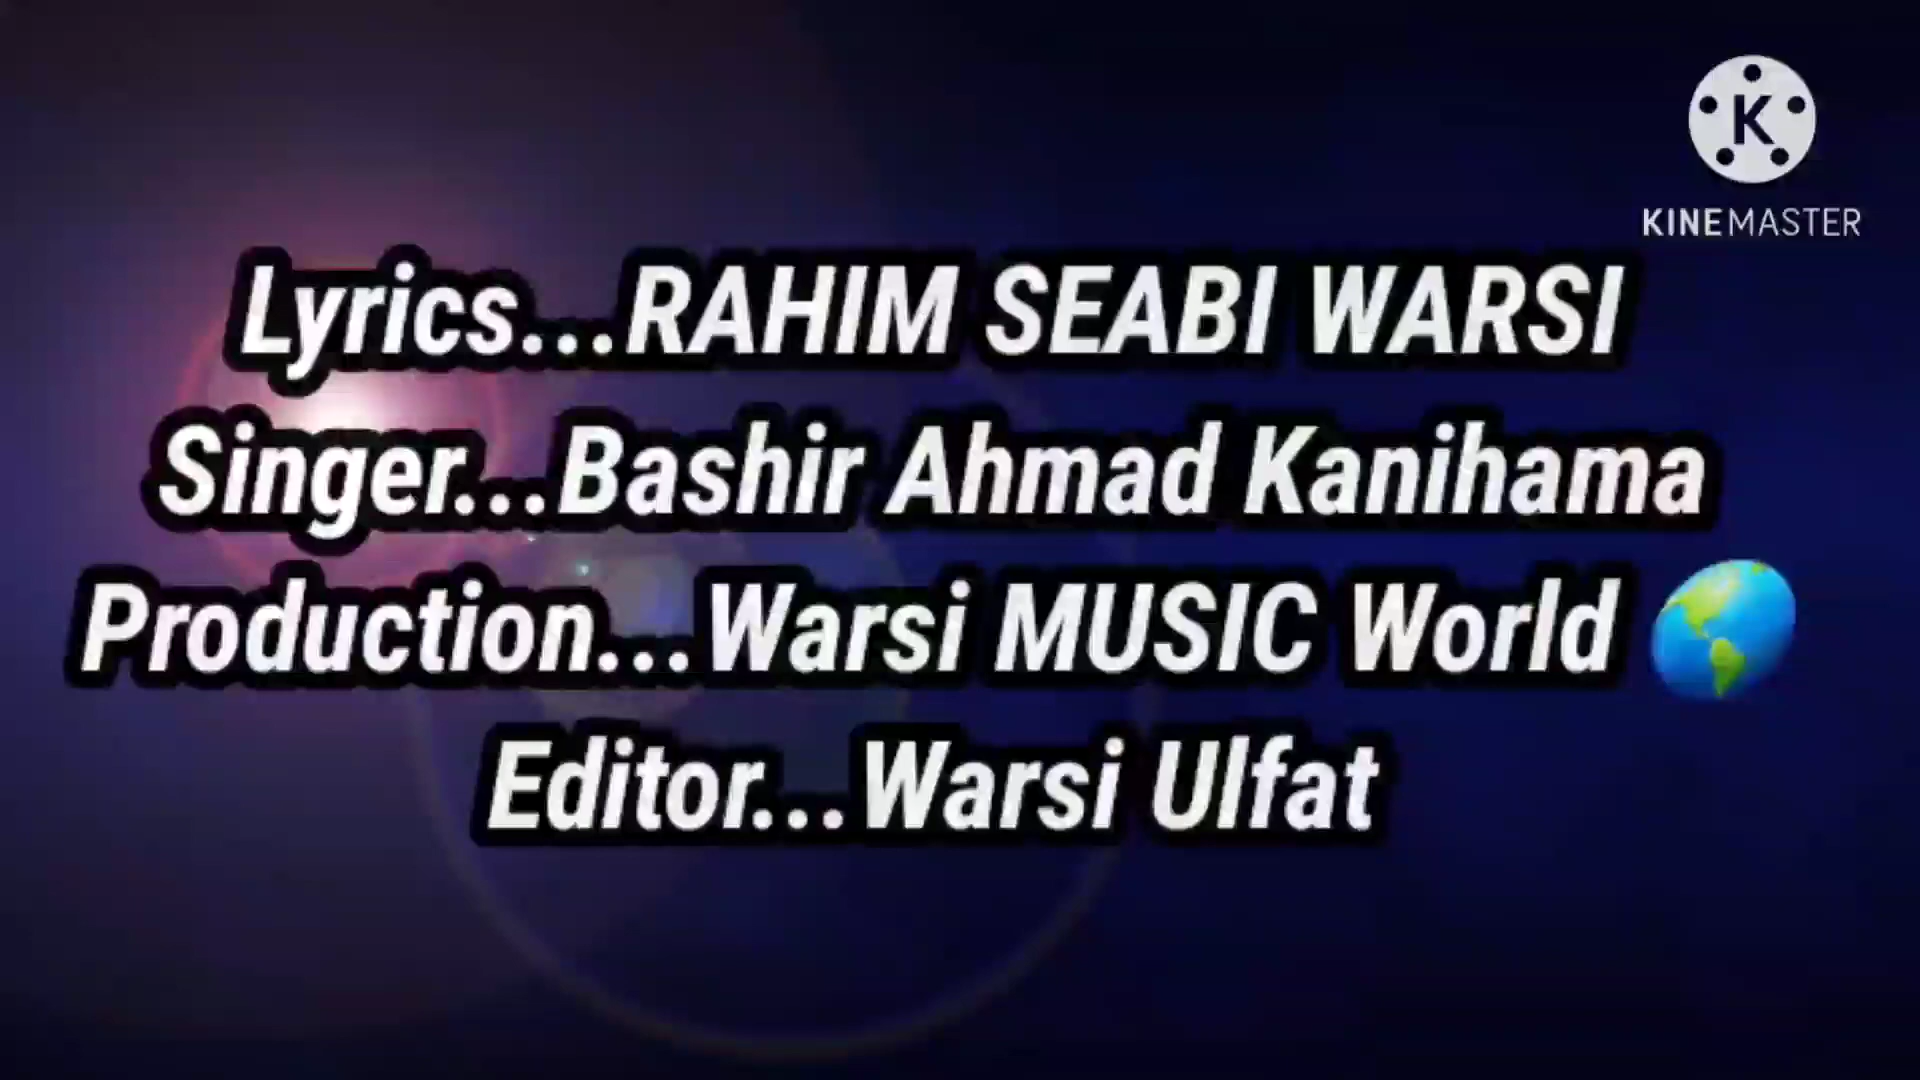 K
KINEMASTER
Lyrics...RAHIM SEABI WARSI
Singer...Bashir Ahmad Kanihama
Production...Warsi MUSIC World 🌎
Editor...Warsi Ulfat